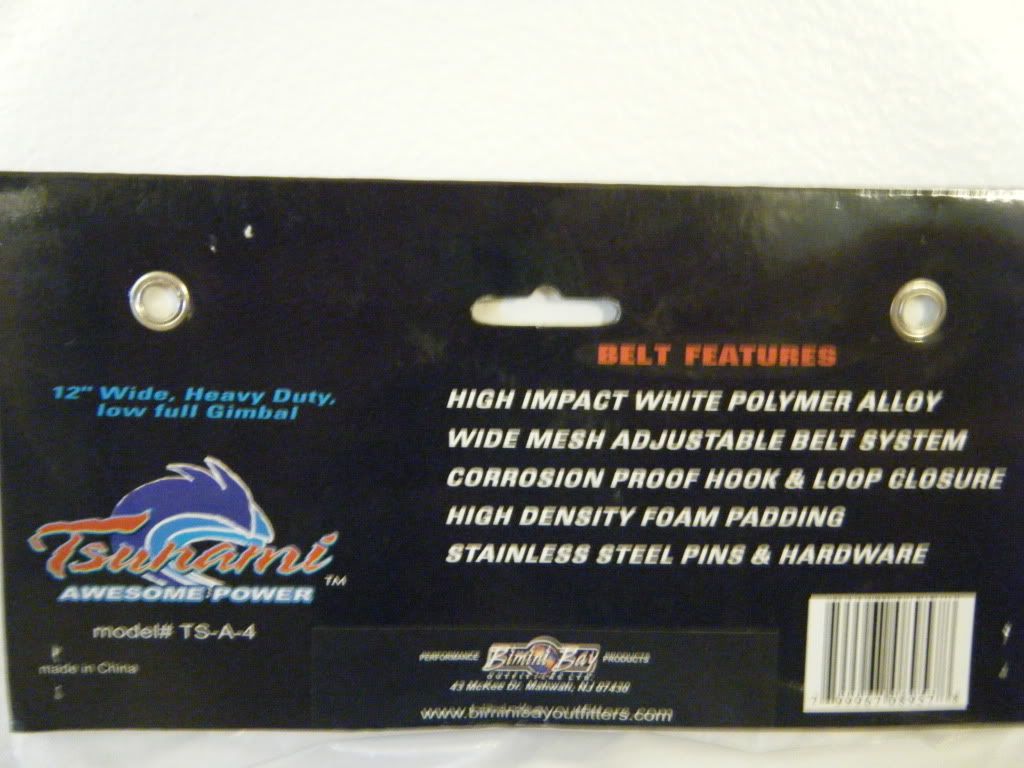 BELT FEATURES
12" Wide, Heavy Duty,
low full Gimbal
HIGH IMPACT WHITE POLYMER ALLOY
WIDE MESH ADJUSTABLE BELT SYSTEM
CORROSION PROOF HOOK & LOOP CLOSURE
HIGH DENSITY FOAM PADDING
STAINLESS STEEL PINS & HARDWARE
Tsunami TM
AWESOME POWER
model# TS-A-4
made in China
PERFORMANCE Bimini Bay PRODUCTS
OUTFITTERS LTD.
43 McKee Dr. Mahwah, NJ 07430
www.biminibayoutfitters.com